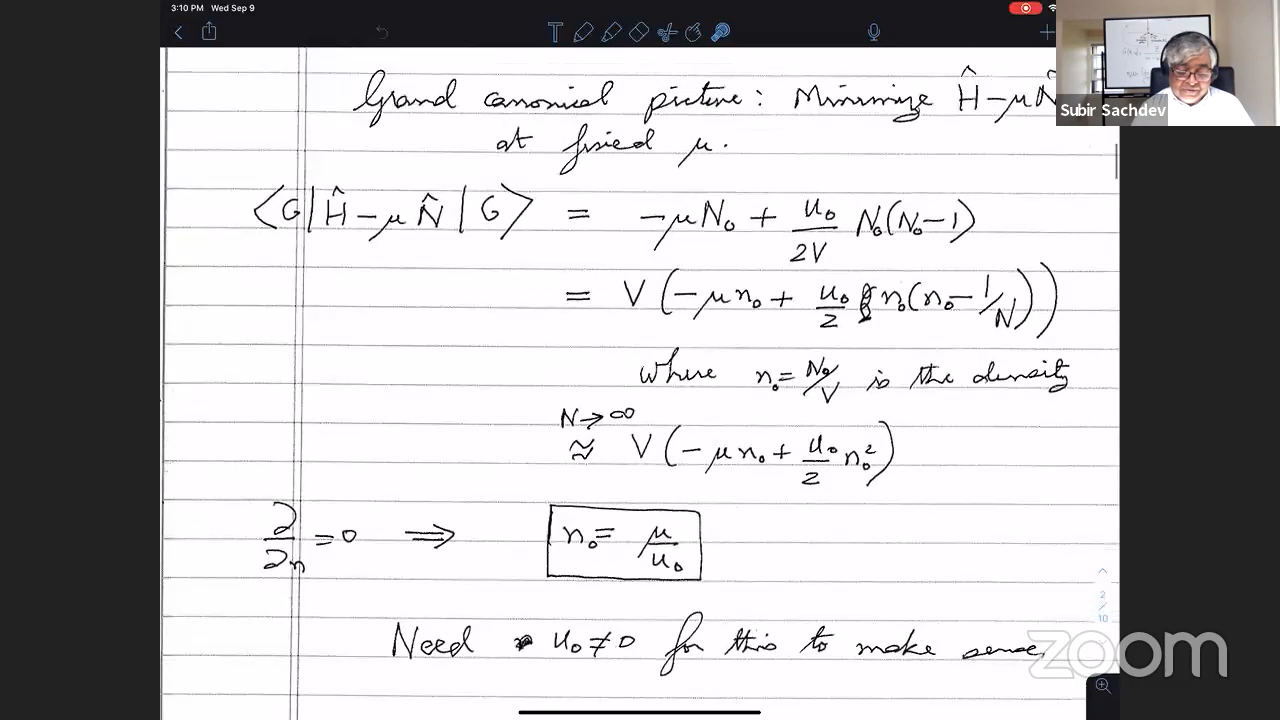 3:10 PM Wed Sep 9
Subir Sachdev
Grand canonical picture: Minimize Ĥ-μN̂
at fixed μ.
⟨G|Ĥ-μN̂|G⟩ = -μN₀ + u₀/2V N₀(N₀-1)
= V(-μn₀ + u₀/2 n₀(n₀-1/N))
where n₀=N₀/V is the density
N→∞
≈ V(-μn₀ + u₀/2 n₀²)
∂/∂n =0 ⟹ n₀= μ/u₀
Need u₀≠0 for this to make sense
2/10
zoom